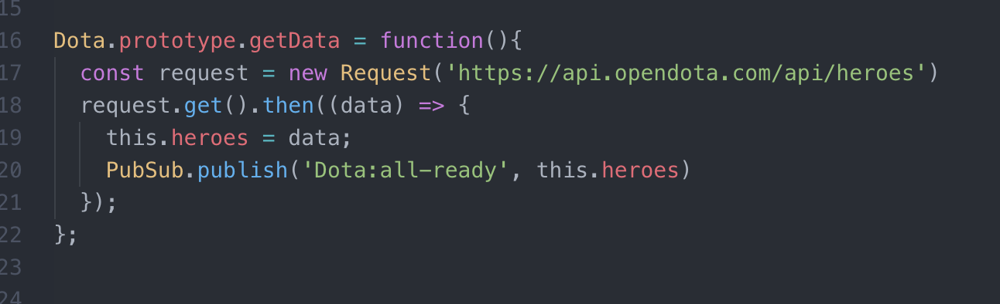 15
16 Dota.prototype.getData = function(){
17 const request = new Request('https://api.opendota.com/api/heroes')
18 request.get().then((data) => {
19 this.heroes = data;
20 PubSub.publish('Dota:all-ready', this.heroes)
21 });
22 };
23
24